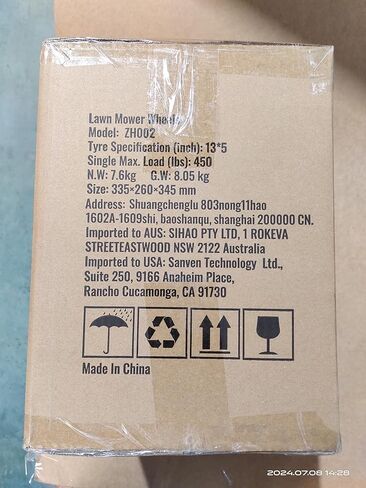 Lawn Mower Wheels
Model: ZH002
Tyre Specification (inch): 13*5
Single Max. Load (lbs): 450
N.W: 7.6kg G.W: 8.05 kg
Size: 335×260×345 mm
Address: Shuangchenglu 803nong11hao
1602A-1609shi, baoshanqu, shanghai 200000 CN.
Imported to AUS: SIHAO PTY LTD, 1 ROKEVA
STREETEASTWOOD NSW 2122 Australia
Imported to USA: Sanven Technology Ltd.,
Suite 250, 9166 Anaheim Place,
Rancho Cucamonga, CA 91730
Made In China
2024.07.08 14:28